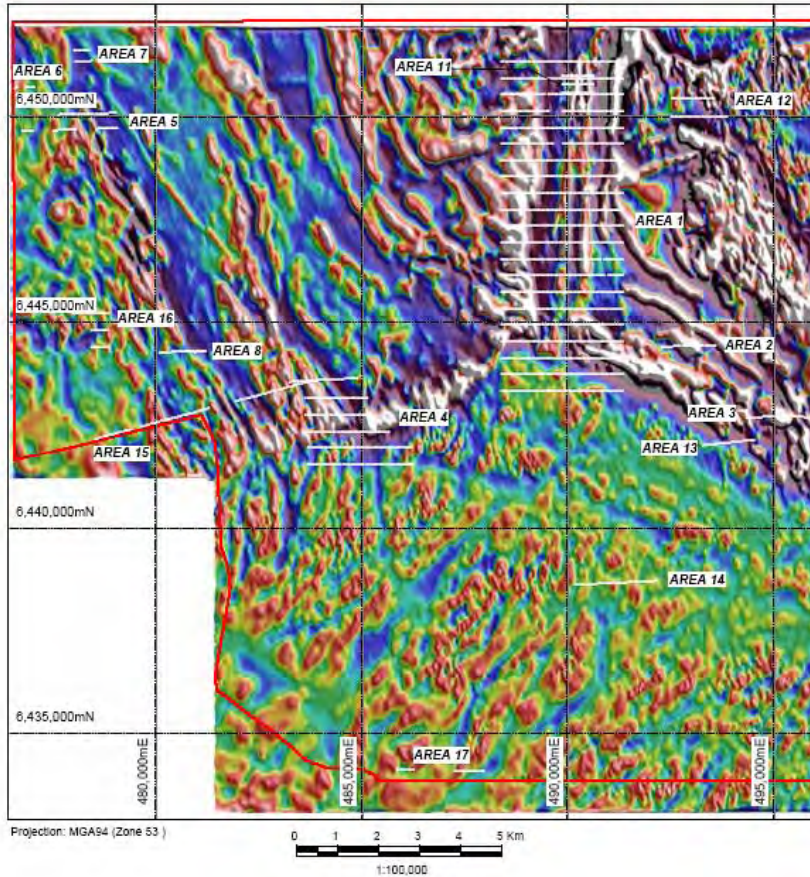 AREA 7
AREA 11
AREA 6
6,450,000mN
AREA 12
AREA 5
AREA 1
6,445,000mN
AREA 16
AREA 8
AREA 2
AREA 4
AREA 3
AREA 15
AREA 13
6,440,000mN
AREA 14
6,435,000mN
AREA 17
480,000mE
485,000mE
490,000mE
495,000mE
Projection: MGA94 (Zone 53 )
0 1 2 3 4 5 Km
1:100,000